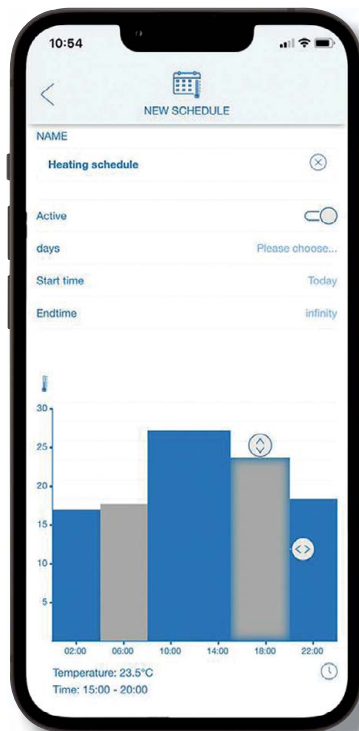 10:54
NEW SCHEDULE
NAME
Heating schedule
Active
days Please choose...
Start time Today
Endtime infinity
30
25
20
15
10
5
02:00 06:00 10:00 14:00 18:00 22:00
Temperature: 23.5°C
Time: 15:00 - 20:00